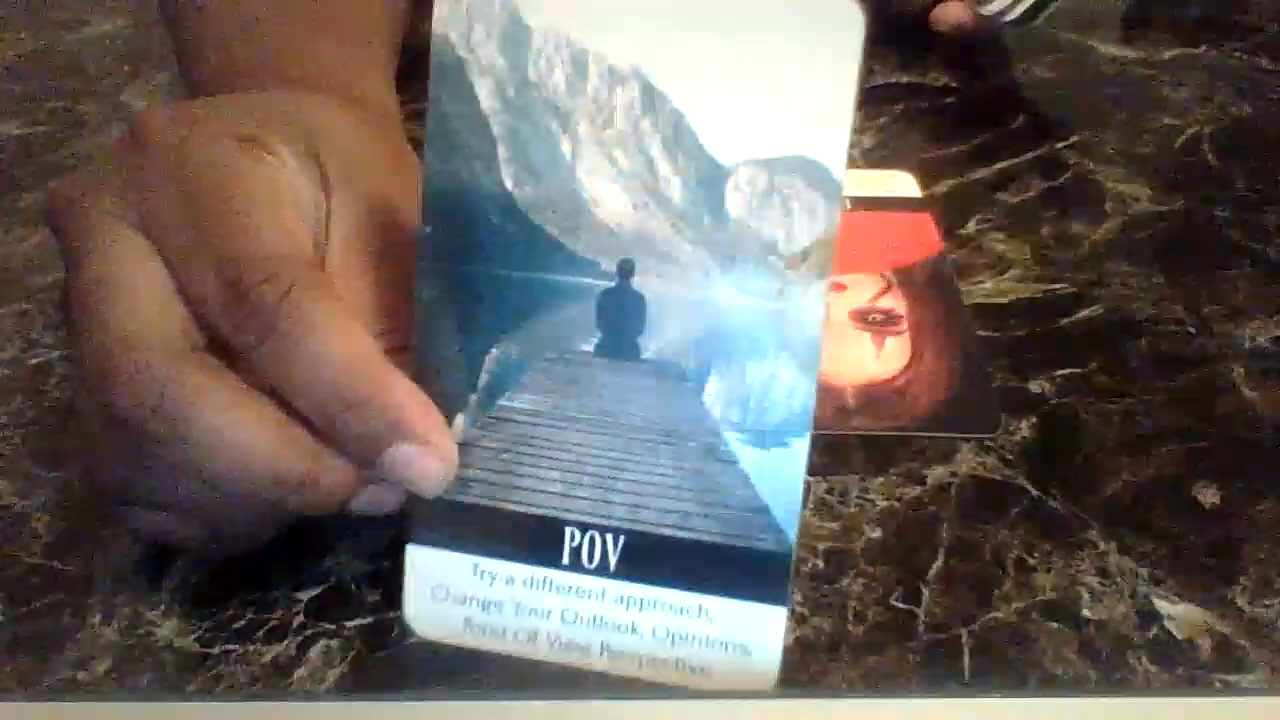 POV
Try a different approach,
Change Your Outlook, Opinions,
Point Of View Perspective